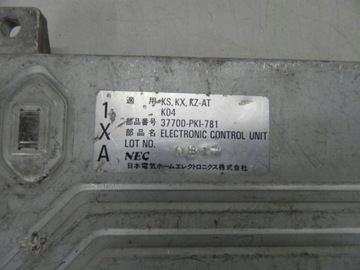 1
X
A
適 用 KS, KX, KZ-AT
K04
部品番号 37700-PK1-781
部品名 ELECTRONIC CONTROL UNIT
LOT NO.
NEC
日本電気ホームエレクトロニクス株式会社